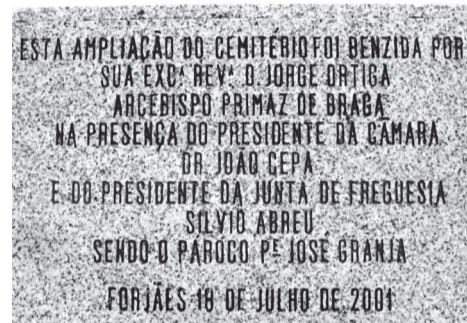 ESTA AMPLIAÇÃO DO CEMITÉRIO FOI BENZIDA POR
SUA EXCª REVª D JORGE ORTIGA
ARCEBISPO PRIMAZ DE BRAGA
NA PRESENÇA DO PRESIDENTE DA CÂMARA
DR JOÃO CEPA
E DO PRESIDENTE DA JUNTA DE FREGUESIA
SILVIO ABREU
SENDO O PÁROCO Pᴱ JOSÉ GRANJA
FORJÃES 18 DE JULHO DE 2001